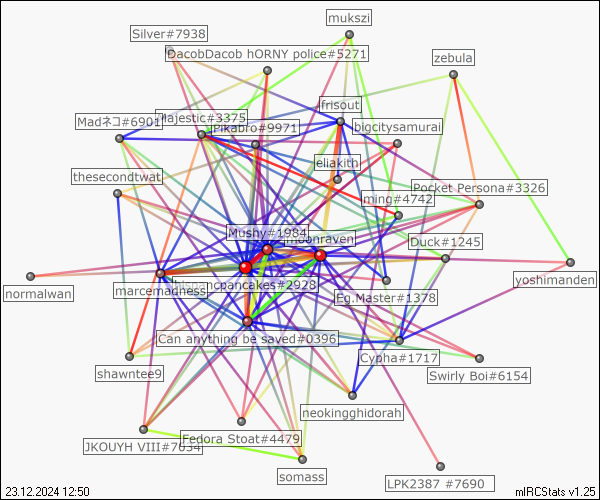 mukszi
Silver#7938
DacobDacob hORNY police#5271
zebula
frisout
Madネコ#6901
Majestic#3375
Pikabro#9971
bigcitysamurai
eliakith
thesecondtwat
ming#4742
Pocket Persona#3326
Mushy#1984
moonraven
Duck#1245
normalwan
marcemadness
hispancpancakes#2928
yoshimanden
Eg.Master#1378
Can anything be saved#0396
Cypha#1717
shawntee9
Swirly Boi#6154
neokingghidorah
JKOUYH VIII#7634
Fedora Stoat#4479
somass
LPK2387 #7690
23.12.2024 12:50
mIRCStats v1.25